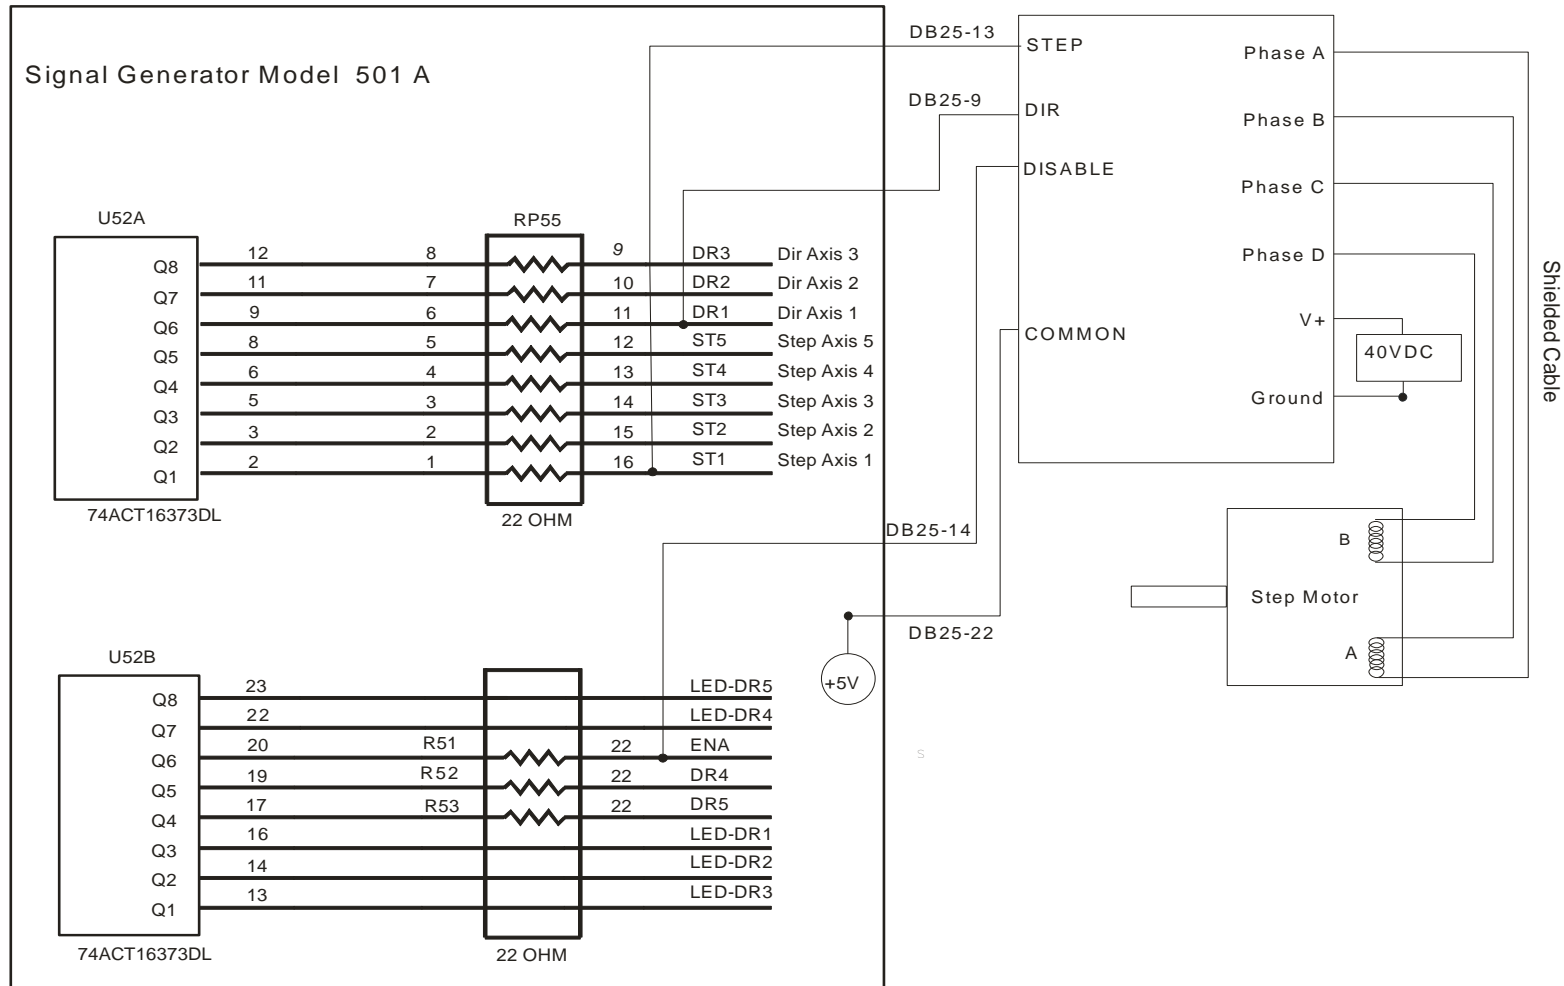 Signal Generator Model 501 A
DB25-13
DB25-9
DB25-14
DB25-22
STEP
DIR
DISABLE
COMMON
Phase A
Phase B
Phase C
Phase D
V+
Ground
40VDC
Shielded Cable
U52A
RP55
Q8 12 8 9 DR3 Dir Axis 3
Q7 11 7 10 DR2 Dir Axis 2
Q6 9 6 11 DR1 Dir Axis 1
Q5 8 5 12 ST5 Step Axis 5
Q4 6 4 13 ST4 Step Axis 4
Q3 5 3 14 ST3 Step Axis 3
Q2 3 2 15 ST2 Step Axis 2
Q1 2 1 16 ST1 Step Axis 1
74ACT16373DL
22 OHM
B
Step Motor
A
+5V
U52B
Q8 23 LED-DR5
Q7 22 LED-DR4
Q6 20 R51 22 ENA
Q5 19 R52 22 DR4
Q4 17 R53 22 DR5
Q3 16 LED-DR1
Q2 14 LED-DR2
Q1 13 LED-DR3
74ACT16373DL
22 OHM
s